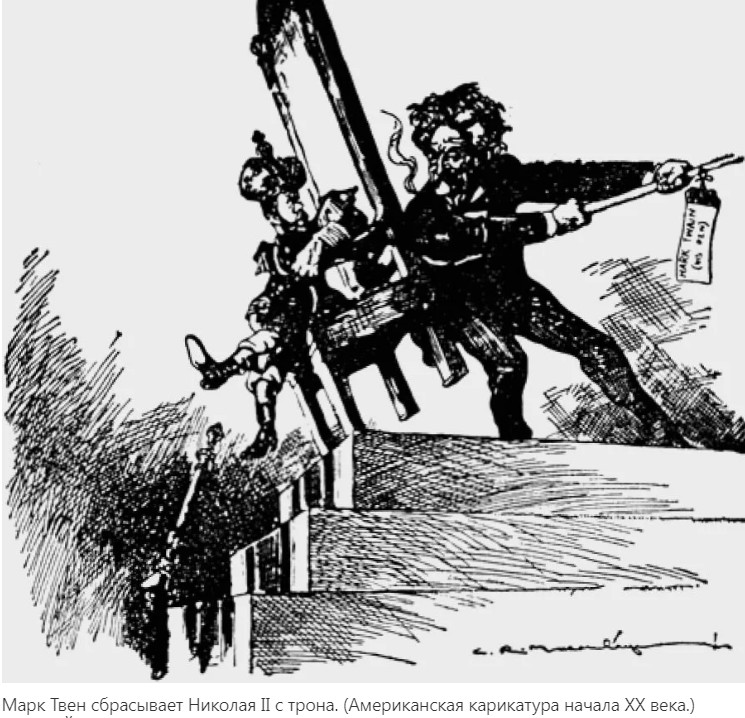 MARK TWAIN
(HIS PEN)
Марк Твен сбрасывает Николая II с трона. (Американская карикатура начала XX века.)